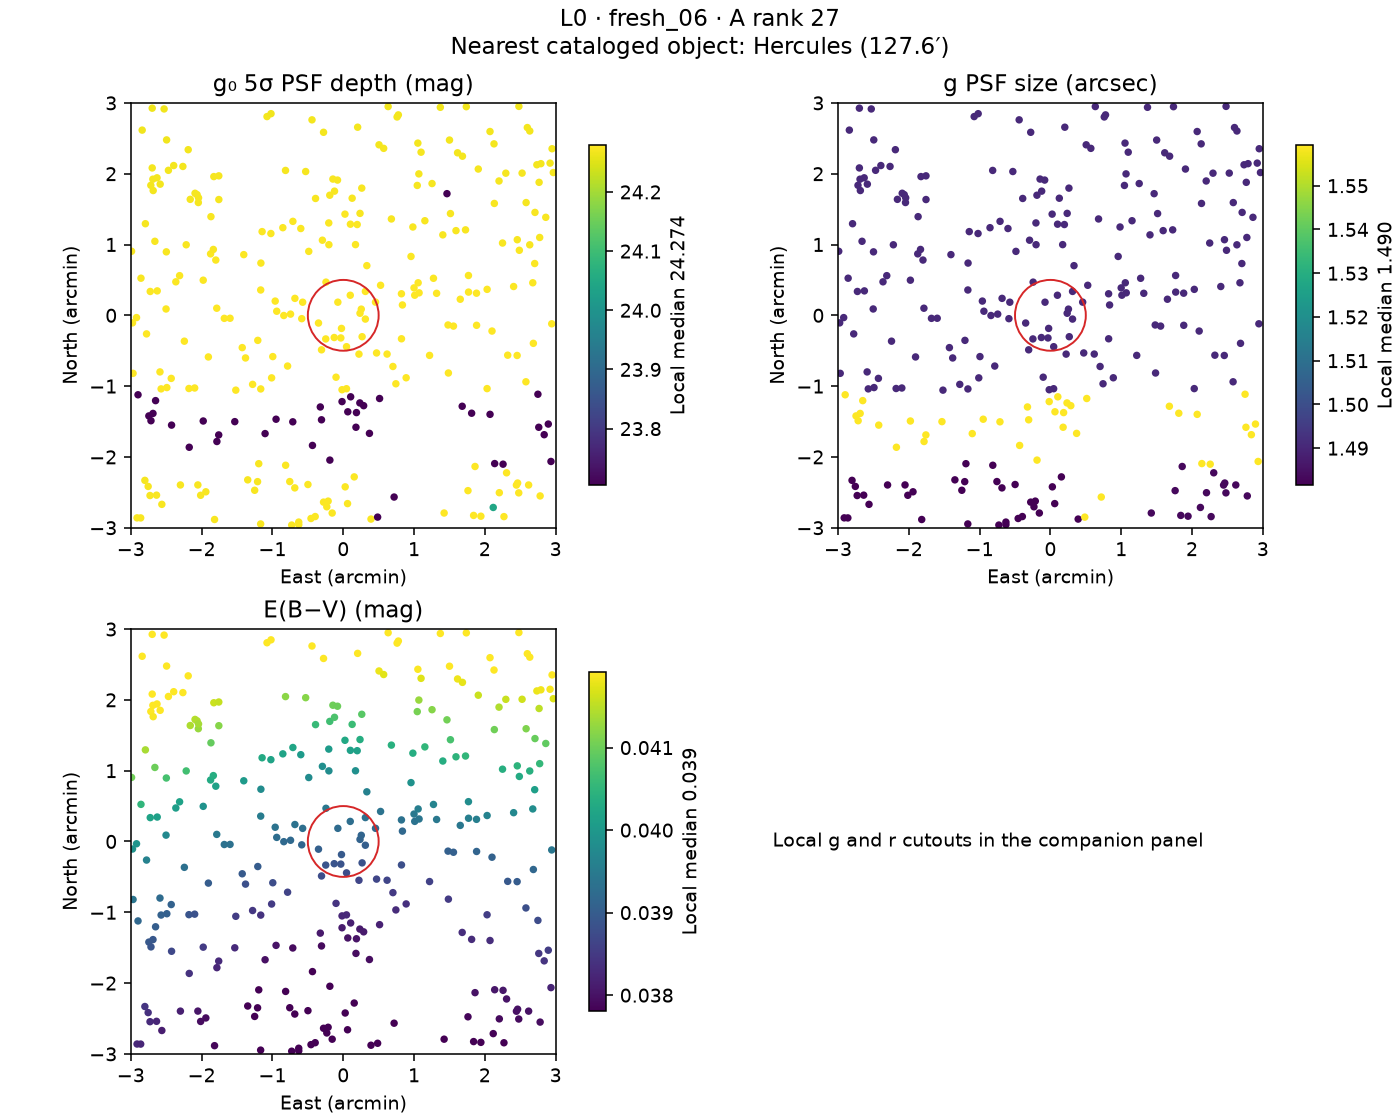 L0 · fresh_06 · A rank 27
Nearest cataloged object: Hercules (127.6′)
g₀ 5σ PSF depth (mag)
3
2
1
0
−1
−2
−3
−3 −2 −1 0 1 2 3
North (arcmin)
East (arcmin)
24.2
24.1
24.0
23.9
23.8
Local median 24.274
g PSF size (arcsec)
3
2
1
0
−1
−2
−3
−3 −2 −1 0 1 2 3
North (arcmin)
East (arcmin)
1.55
1.54
1.53
1.52
1.51
1.50
1.49
Local median 1.490
E(B−V) (mag)
3
2
1
0
−1
−2
−3
−3 −2 −1 0 1 2 3
North (arcmin)
East (arcmin)
0.041
0.040
0.039
0.038
Local median 0.039
Local g and r cutouts in the companion panel